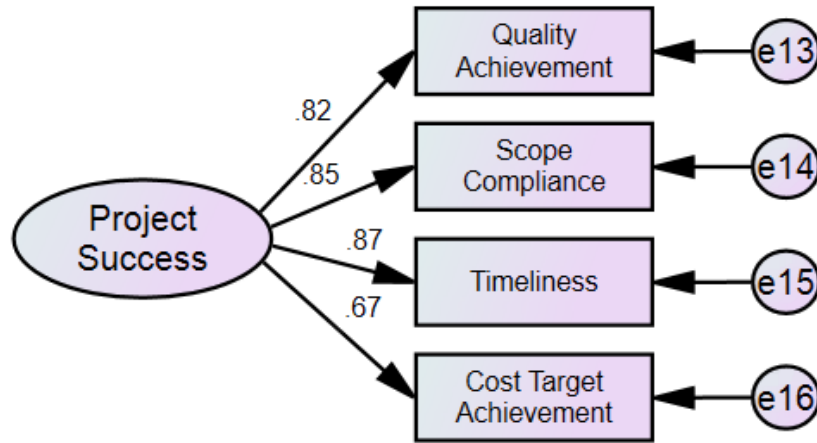 Quality
Achievement
e13
.82
Scope
Compliance
e14
.85
Project
Success
.87
Timeliness
e15
.67
Cost Target
Achievement
e16